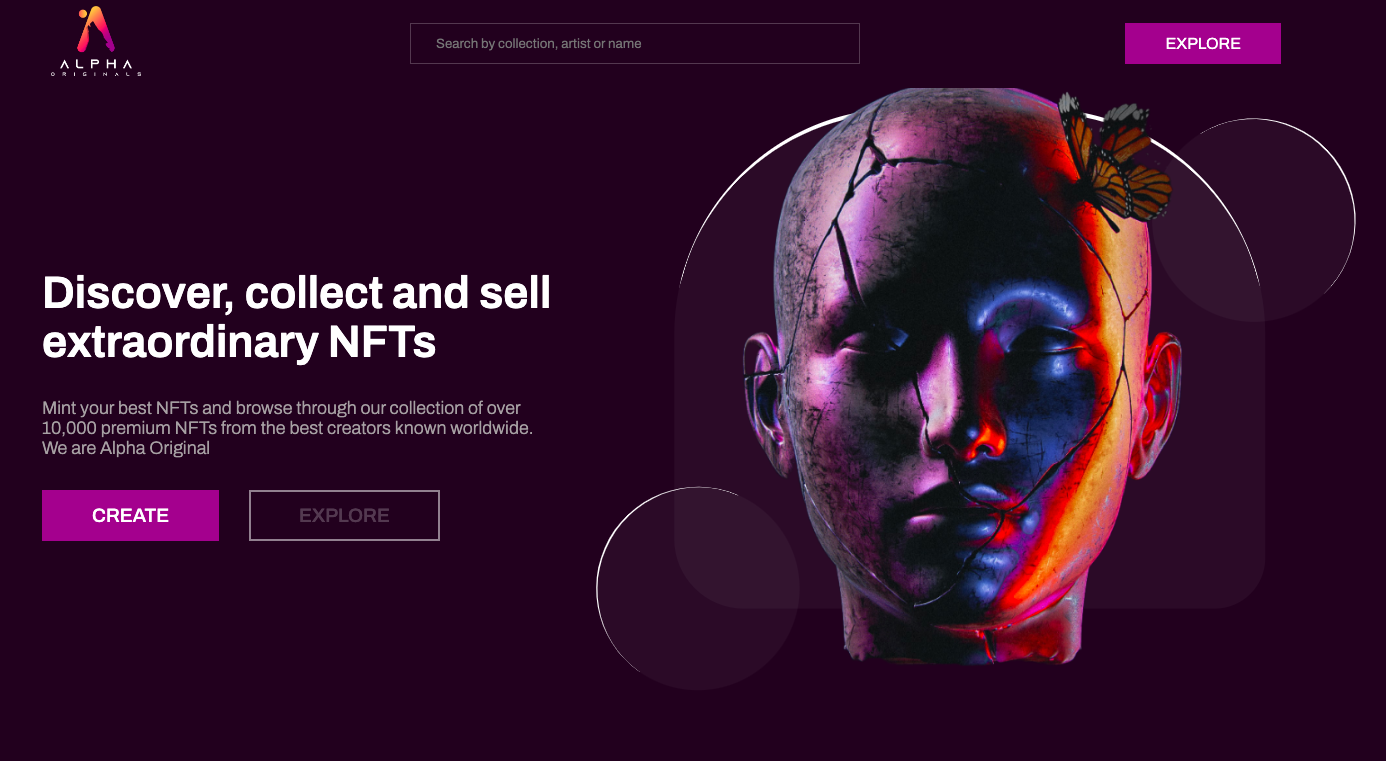 ALPHA
ORIGINALS
Search by collection, artist or name
EXPLORE
Discover, collect and sell
extraordinary NFTs
Mint your best NFTs and browse through our collection of over
10,000 premium NFTs from the best creators known worldwide.
We are Alpha Original
CREATE
EXPLORE